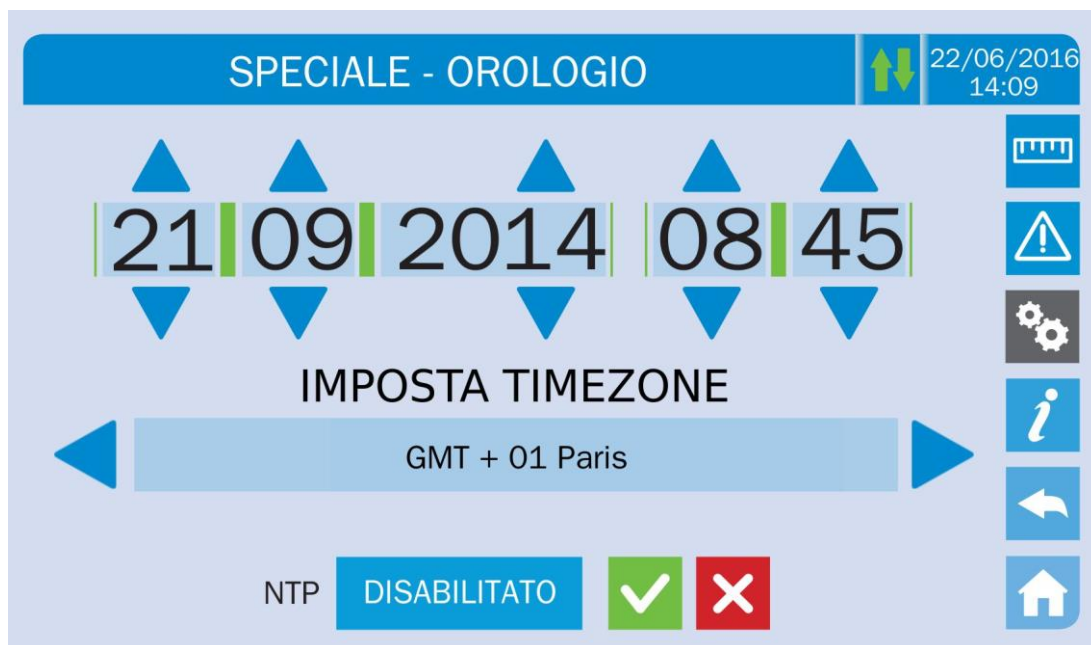 SPECIALE - OROLOGIO
22/06/2016
14:09
21 09 2014 08 45
IMPOSTA TIMEZONE
GMT + 01 Paris
NTP DISABILITATO